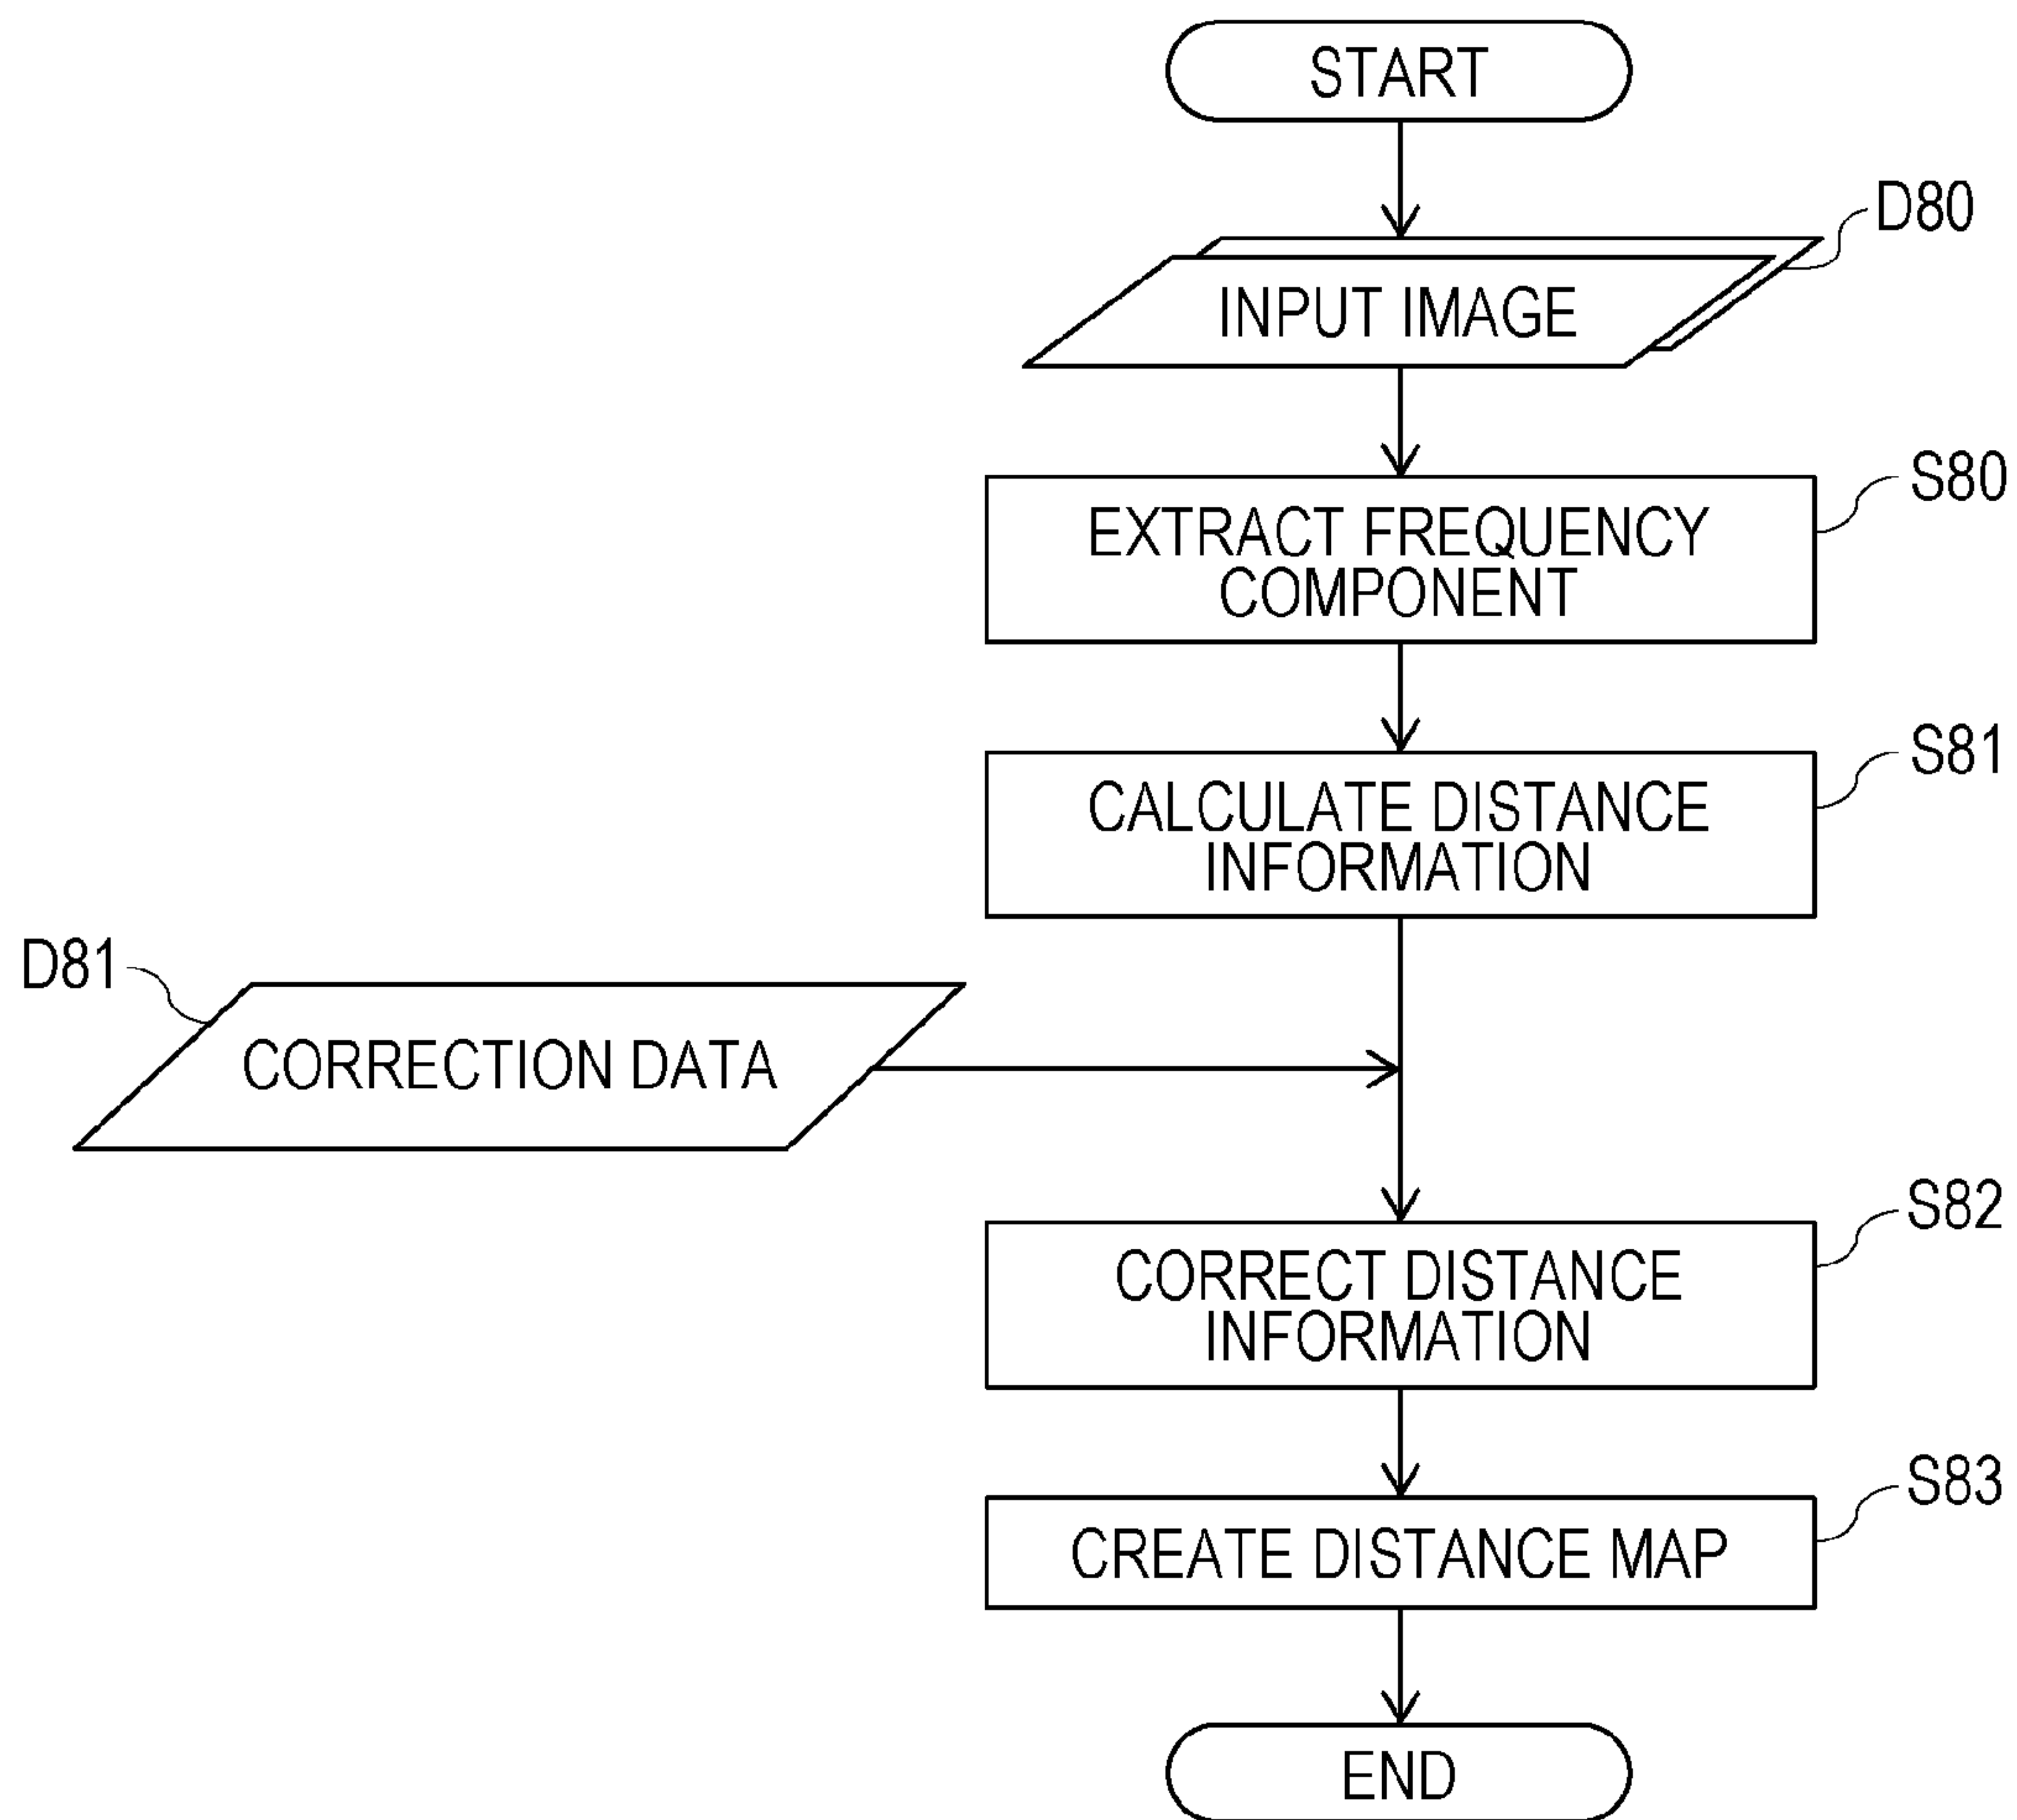 START
D80
INPUT IMAGE
S80
EXTRACT FREQUENCY
COMPONENT
S81
CALCULATE DISTANCE
INFORMATION
D81
CORRECTION DATA
S82
CORRECT DISTANCE
INFORMATION
S83
CREATE DISTANCE MAP
END